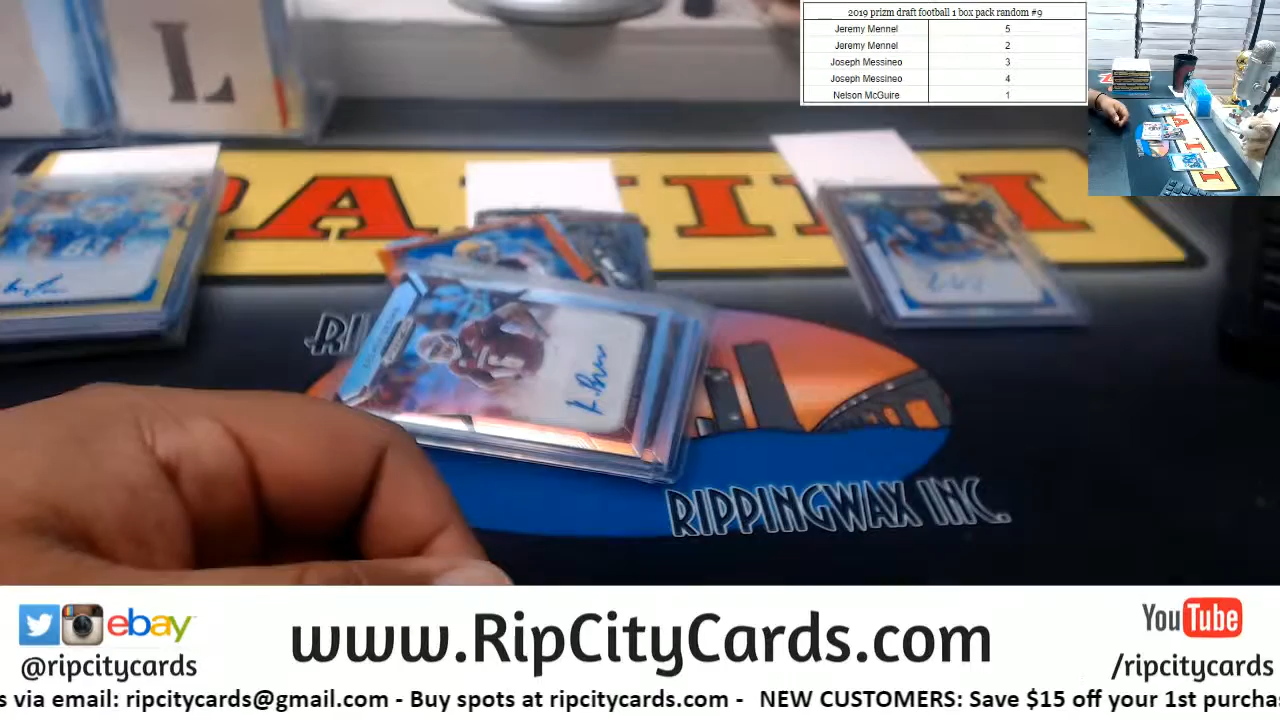 2019 prizm draft football 1 box pack random #9
Jeremy Mennel 5
Jeremy Mennel 2
Joseph Messineo 3
Joseph Messineo 4
Nelson McGuire 1
L
PANINI
RIPPINGWAX INC.
ebay
www.RipCityCards.com
YouTube
@ripcitycards
/ripcitycards
s via email: ripcitycards@gmail.com - Buy spots at ripcitycards.com - NEW CUSTOMERS: Save $15 off your 1st purcha